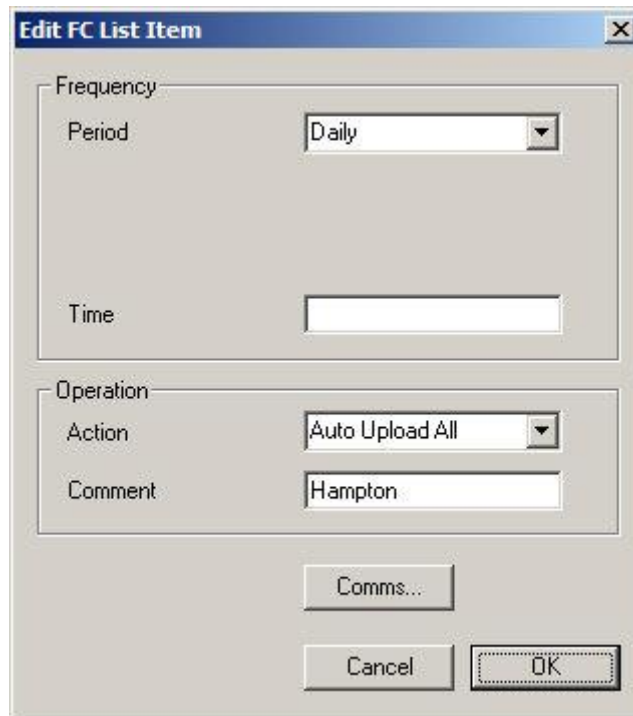 Edit FC List Item
Frequency
Period Daily
Time
Operation
Action Auto Upload All
Comment Hampton
Comms...
Cancel OK